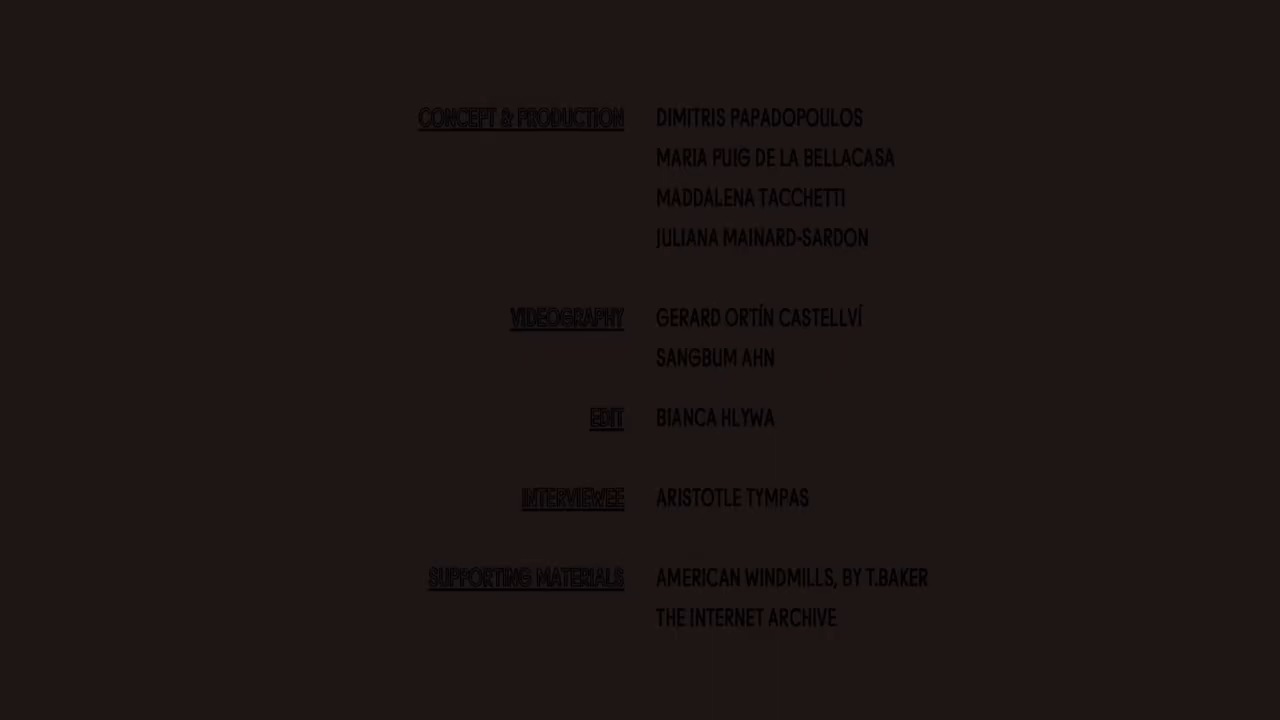 CONCEPT & PRODUCTION DIMITRIS PAPADOPOULOS
MARIA PUIG DE LA BELLACASA
MADDALENA TACCHETTI
JULIANA MAINARD-SARDON
VIDEOGRAPHY GERARD ORTÍN CASTELLVÍ
SANGBUM AHN
EDIT BIANCA HLYWA
INTERVIEWEE ARISTOTLE TYMPAS
SUPPORTING MATERIALS AMERICAN WINDMILLS, BY T.BAKER
THE INTERNET ARCHIVE